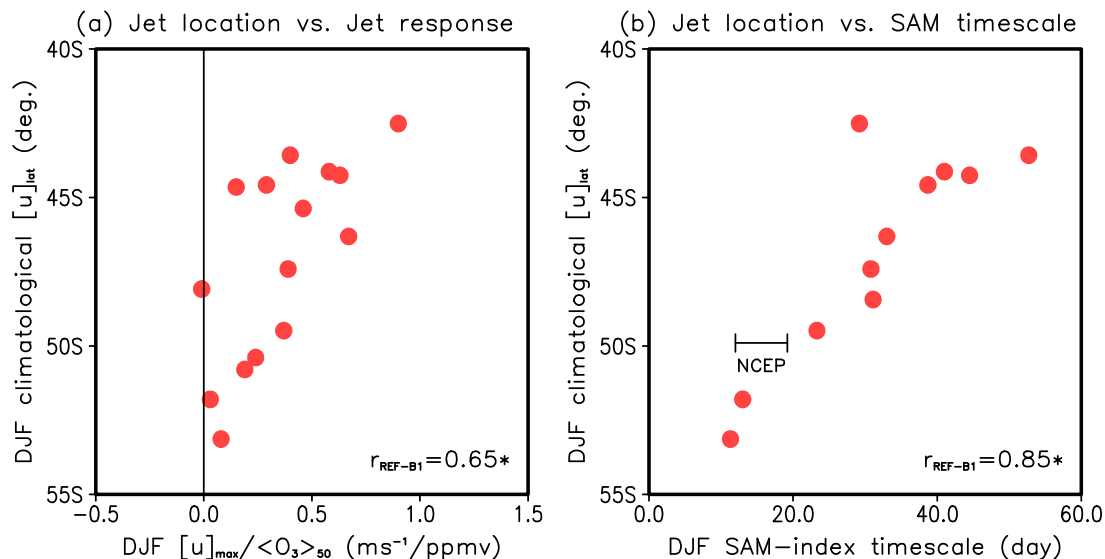 (a) Jet location vs. Jet response
40S
45S
50S
55S
DJF climatological [u]lat (deg.)
rREF-B1=0.65*
-0.5 0.0 0.5 1.0 1.5
DJF [u]max/<O3>50 (ms⁻¹/ppmv)
(b) Jet location vs. SAM timescale
40S
45S
50S
55S
DJF climatological [u]lat (deg.)
NCEP
rREF-B1=0.85*
0.0 20.0 40.0 60.0
DJF SAM-index timescale (day)